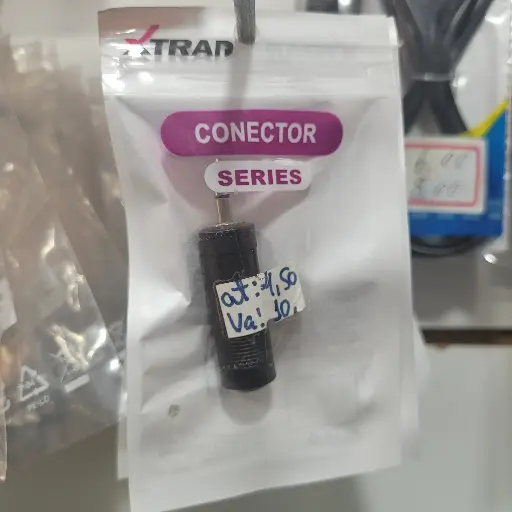 XTRAD
CONECTOR
SERIES
at: 4,50
Va: 10,